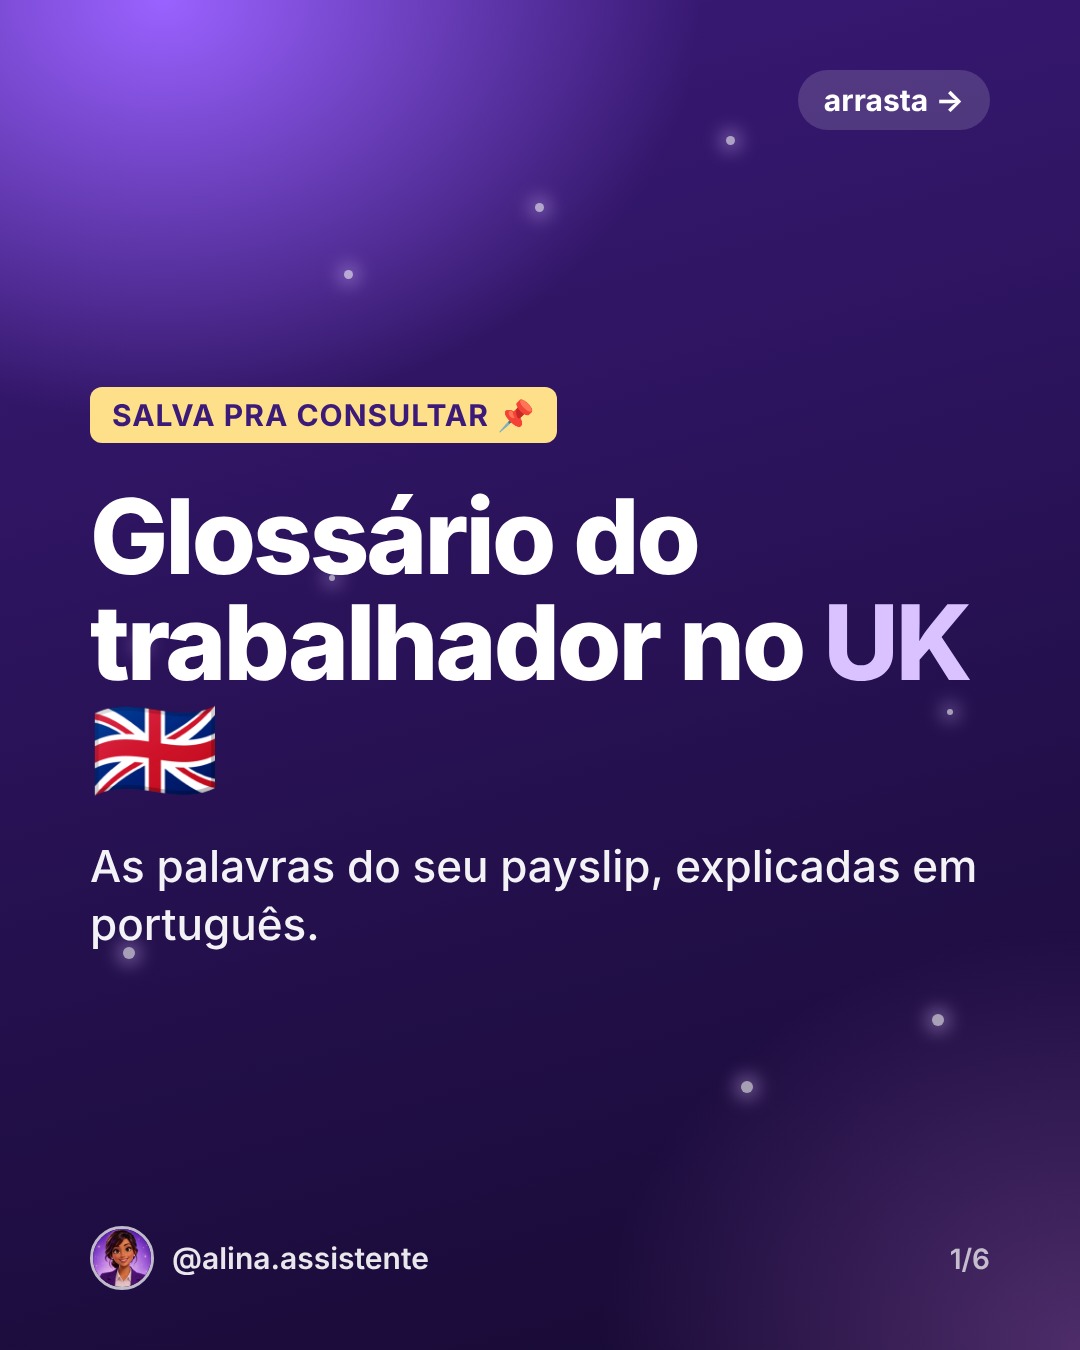 arrasta →
SALVA PRA CONSULTAR 📌
Glossário do
trabalhador no UK
🇬🇧
As palavras do seu payslip, explicadas em
português.
@alina.assistente
1/6